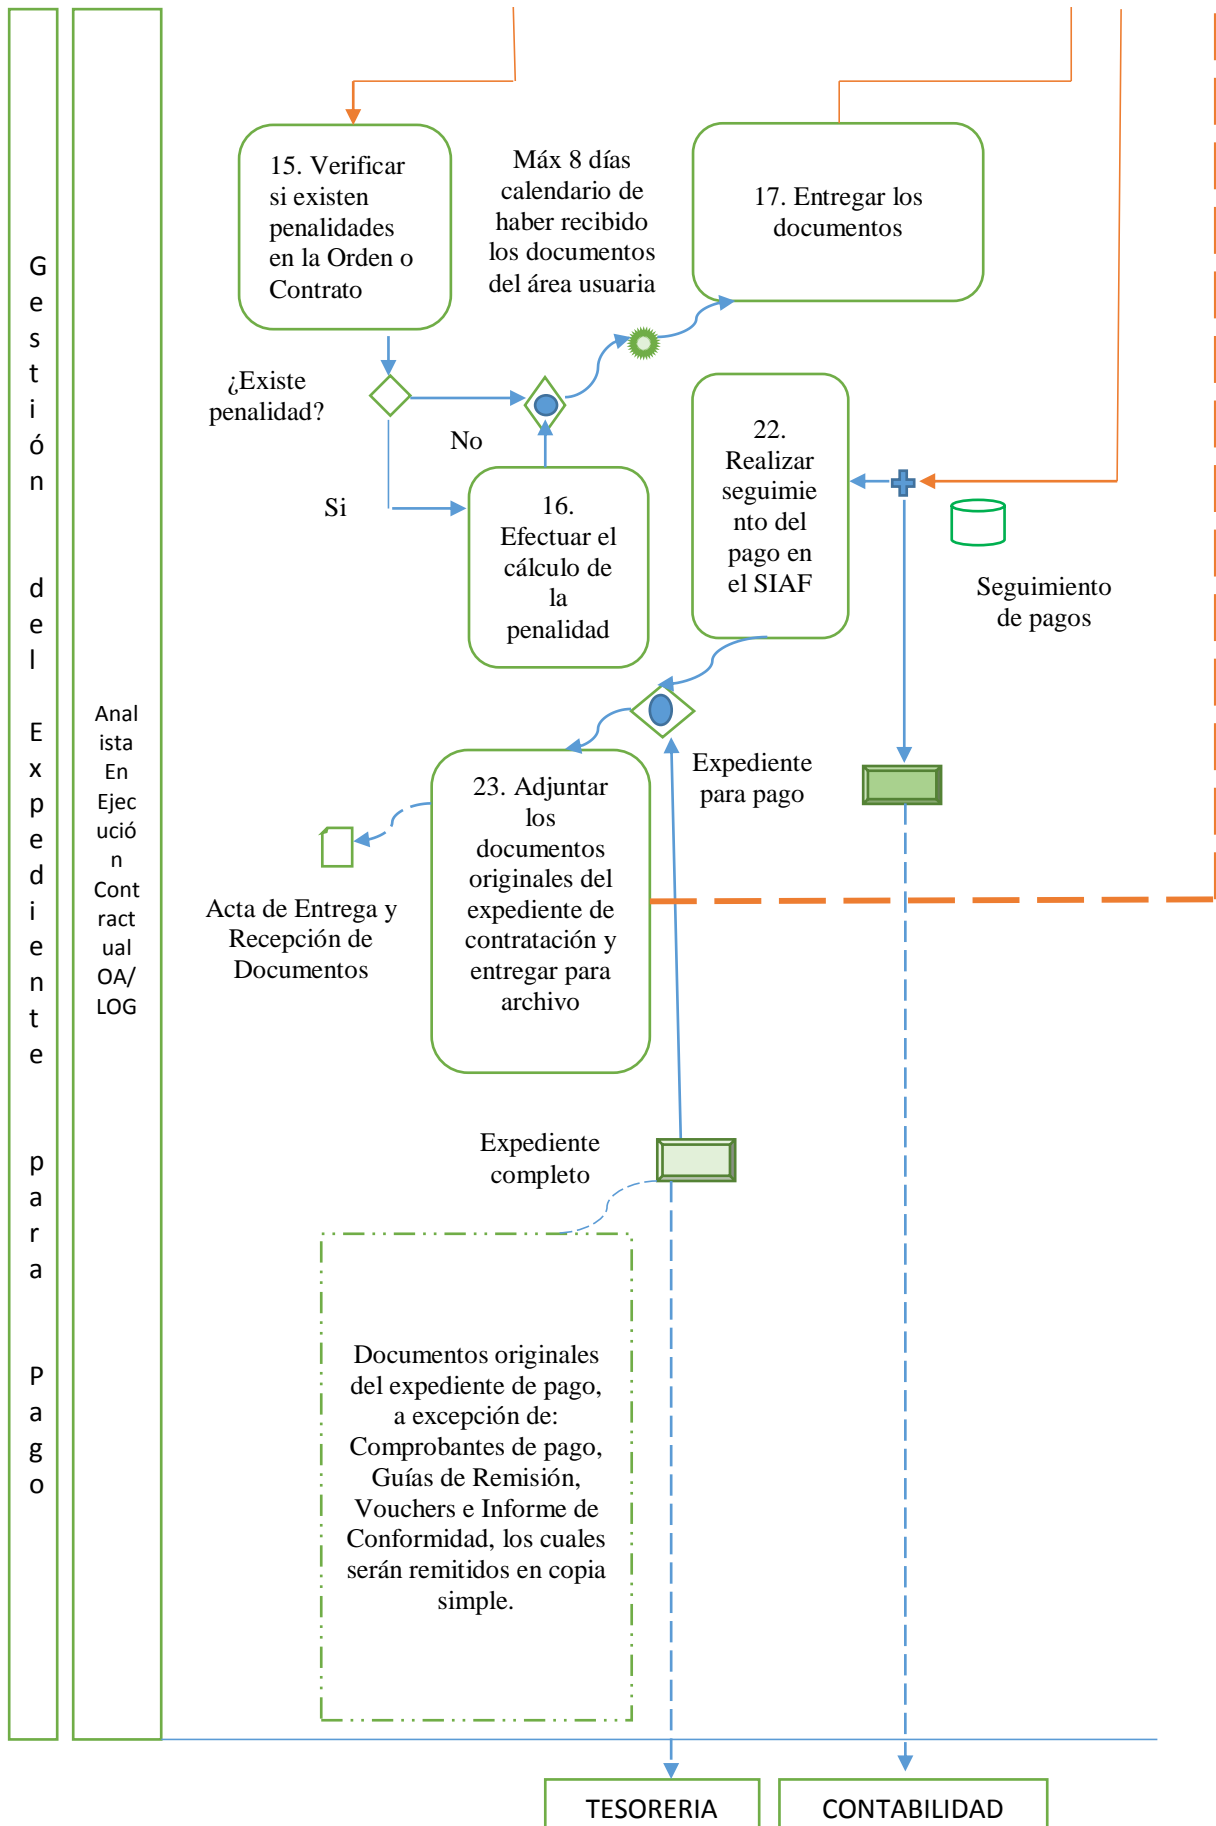 Gestión del Expediente para Pago
Anal
ista
En
Ejec
ució
n
Cont
ract
ual
OA/
LOG
15. Verificar
si existen
penalidades
en la Orden o
Contrato
Máx 8 días
calendario de
haber recibido
los documentos
del área usuaria
17. Entregar los
documentos
¿Existe
penalidad?
No
Si
16.
Efectuar el
cálculo de
la
penalidad
22.
Realizar
seguimie
nto del
pago en
el SIAF
Seguimiento
de pagos
Expediente
para pago
23. Adjuntar
los
documentos
originales del
expediente de
contratación y
entregar para
archivo
Acta de Entrega y
Recepción de
Documentos
Expediente
completo
Documentos originales
del expediente de pago,
a excepción de:
Comprobantes de pago,
Guías de Remisión,
Vouchers e Informe de
Conformidad, los cuales
serán remitidos en copia
simple.
TESORERIA
CONTABILIDAD